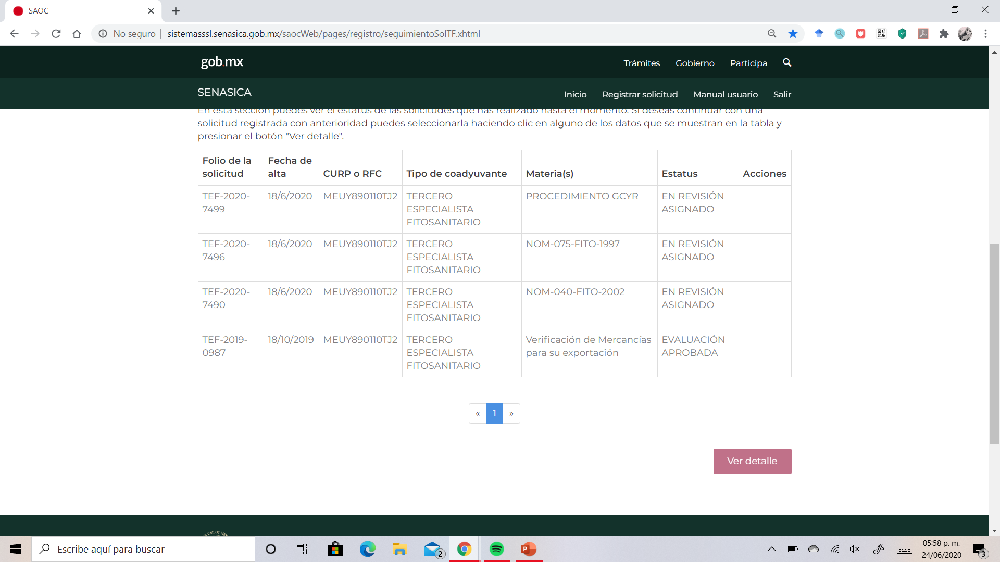 SAOC
No seguro
sistemasssl.senasica.gob.mx/saocWeb/pages/registro/seguimientoSolTF.xhtml
gob.mx
Trámites
Gobierno
Participa
SENASICA
Inicio
Registrar solicitud
Manual usuario
Salir
En esta sección puedes ver el estatus de las solicitudes que has realizado hasta el momento. Si deseas continuar con una
solicitud registrada con anterioridad puedes seleccionarla haciendo clic en alguno de los datos que se muestran en la tabla y
presionar el botón "Ver detalle".
Folio de la
solicitud
Fecha de
alta
CURP o RFC
Tipo de coadyuvante
Materia(s)
Estatus
Acciones
TEF-2020-
7499
18/6/2020
MEUY890110TJ2
TERCERO
ESPECIALISTA
FITOSANITARIO
PROCEDIMIENTO GCYR
EN REVISIÓN
ASIGNADO
TEF-2020-
7496
18/6/2020
MEUY890110TJ2
TERCERO
ESPECIALISTA
FITOSANITARIO
NOM-075-FITO-1997
EN REVISIÓN
ASIGNADO
TEF-2020-
7490
18/6/2020
MEUY890110TJ2
TERCERO
ESPECIALISTA
FITOSANITARIO
NOM-040-FITO-2002
EN REVISIÓN
ASIGNADO
TEF-2019-
0987
18/10/2019
MEUY890110TJ2
TERCERO
ESPECIALISTA
FITOSANITARIO
Verificación de Mercancías
para su exportación
EVALUACIÓN
APROBADA
« 1 »
Ver detalle
Escribe aquí para buscar
2
05:58 p. m.
24/06/2020
3